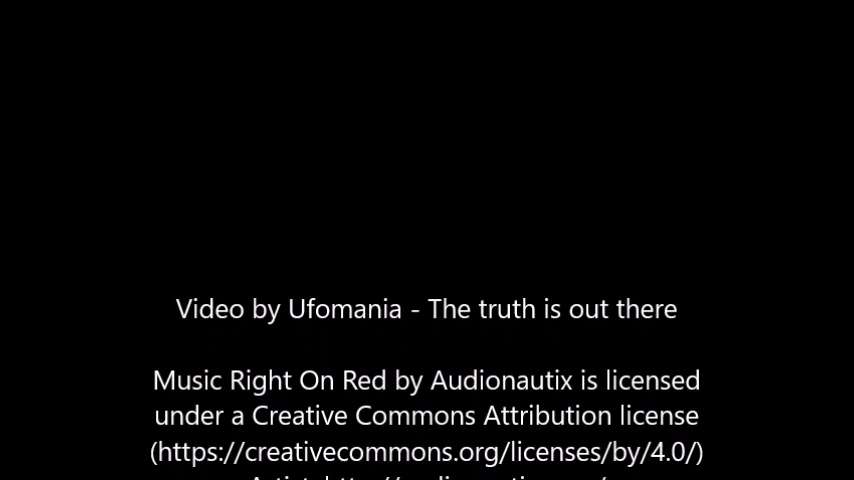 Video by Ufomania - The truth is out there
Music Right On Red by Audionautix is licensed
under a Creative Commons Attribution license
(https://creativecommons.org/licenses/by/4.0/)